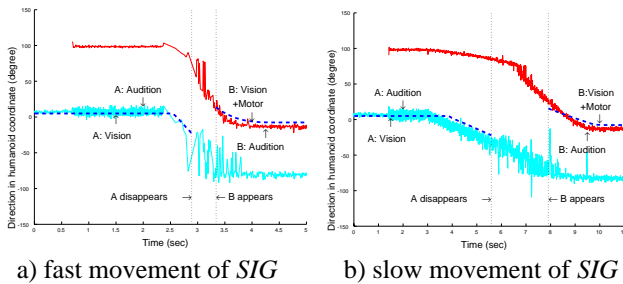 150
100
50
0
-50
-100
-150
Direction in humanoid coordinate (degree)
A: Audition
A: Vision
B: Vision
+Motor
B: Audition
A disappears
B appears
0
0.5
1
1.5
2
2.5
3
3.5
4
4.5
5
Time (sec)
a) fast movement of SIG
150
100
50
0
-50
-100
-150
Direction in humanoid coordinate (degree)
A: Audition
A: Vision
B: Vision
+Motor
B: Audition
A disappears
B appears
0
1
2
3
4
5
6
7
8
9
10
Time (sec)
b) slow movement of SIG